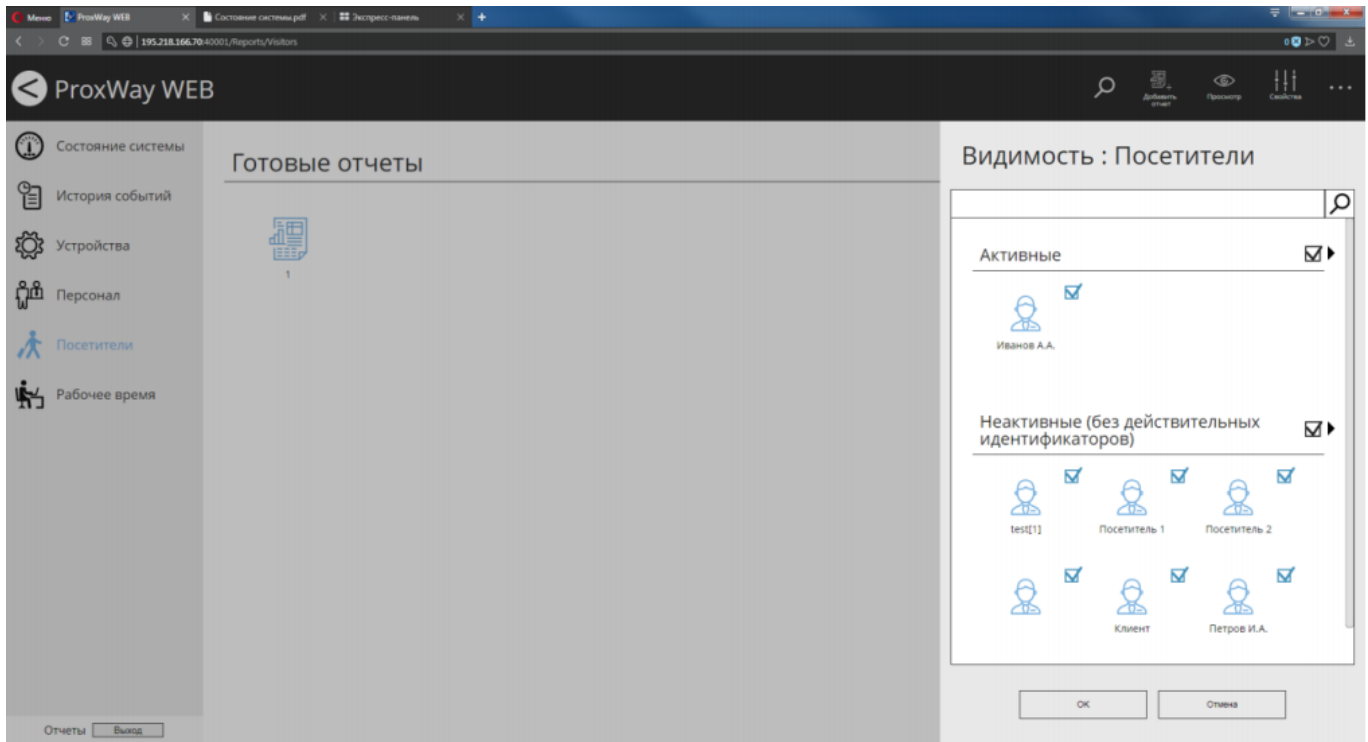 Меню
ProxWay WEB
Состояние системы.pdf
Экспресс-панель
195.218.166.70:40001/Reports/Visitors
0
ProxWay WEB
Добавить
отчет
Просмотр
Свойства
Состояние системы
История событий
Устройства
Персонал
Посетители
Рабочее время
Готовые отчеты
1
Видимость : Посетители
Активные
Иванов А.А.
Неактивные (без действительных
идентификаторов)
test[1]
Посетитель 1
Посетитель 2
Клиент
Петров И.А.
OK
Отмена
Отчеты
Выход